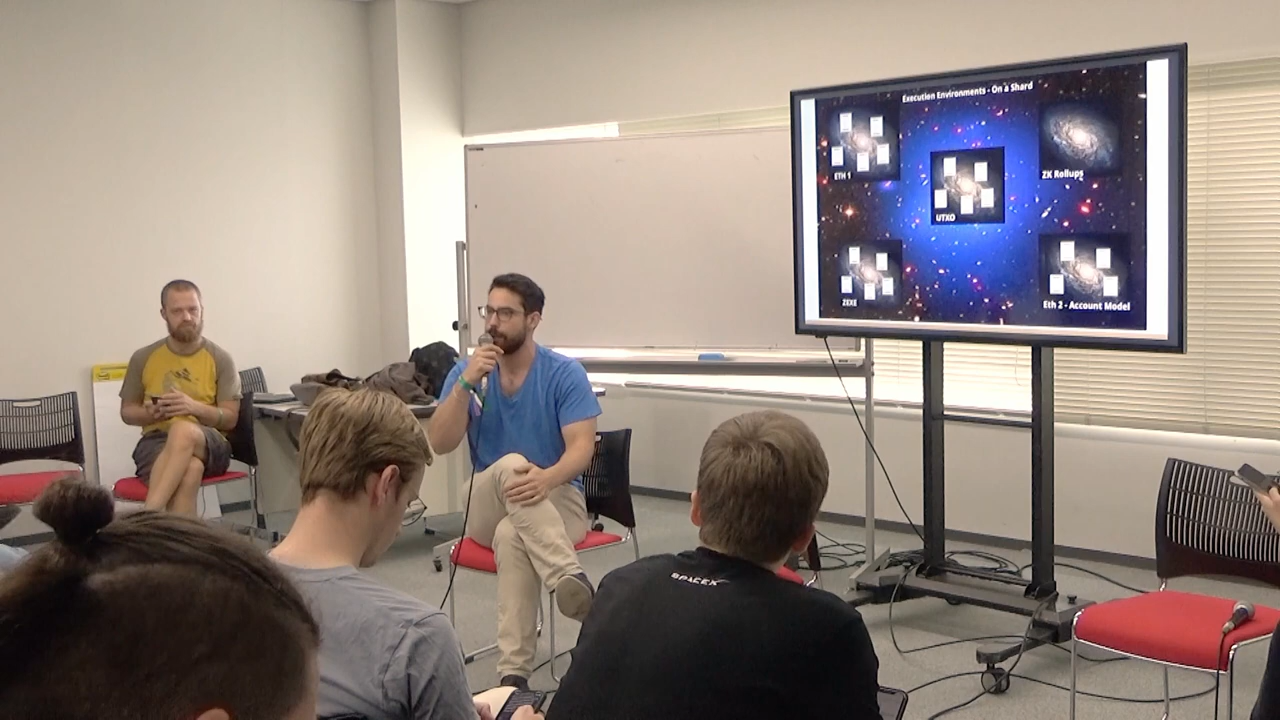 Execution Environments - On a Shard
ETH 1
ZK Rollups
UTXO
ZEXE
Eth 2 - Account Model
SPACEX